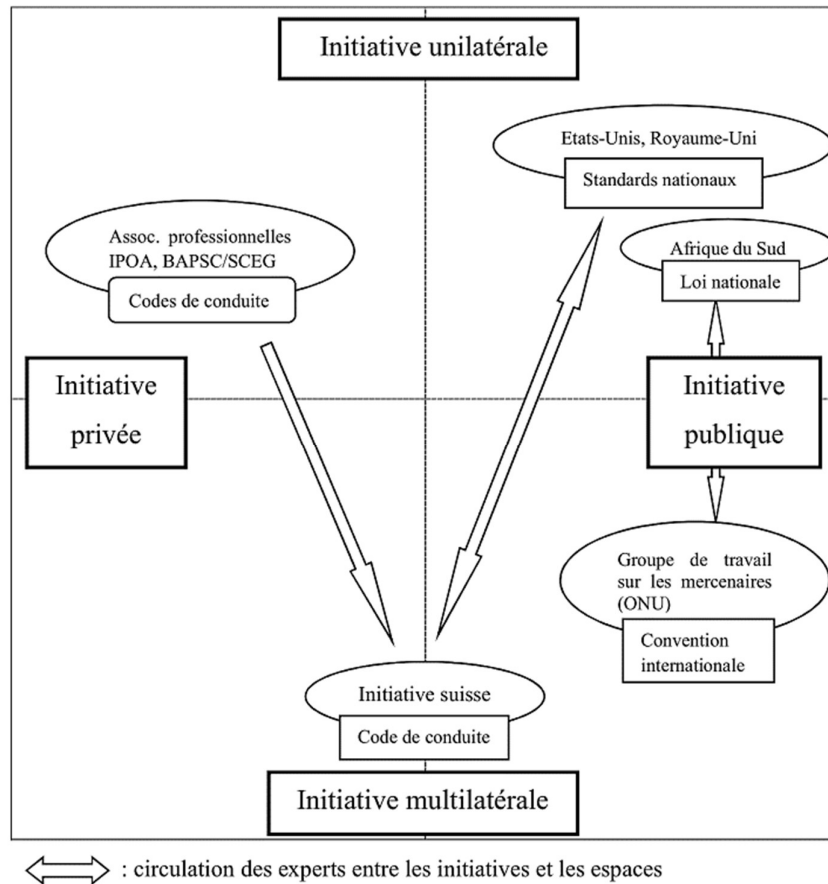 Initiative unilatérale
Etats-Unis, Royaume-Uni
Standards nationaux
Assoc. professionnelles
IPOA, BAPSC/SCEG
Codes de conduite
Afrique du Sud
Loi nationale
Initiative
privée
Initiative
publique
Groupe de travail
sur les mercenaires
(ONU)
Convention
internationale
Initiative suisse
Code de conduite
Initiative multilatérale
: circulation des experts entre les initiatives et les espaces